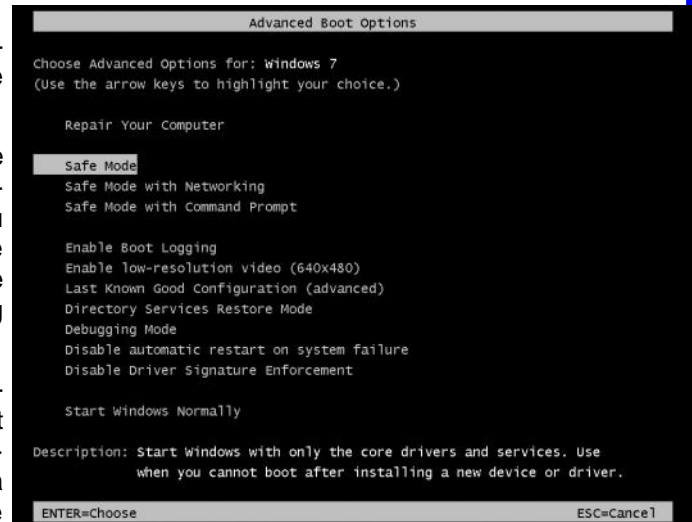 Advanced Boot Options
Choose Advanced Options for: Windows 7
(Use the arrow keys to highlight your choice.)
Repair Your Computer
Safe Mode
Safe Mode with Networking
Safe Mode with Command Prompt
Enable Boot Logging
Enable low-resolution video (640x480)
Last Known Good Configuration (advanced)
Directory Services Restore Mode
Debugging Mode
Disable automatic restart on system failure
Disable Driver Signature Enforcement
Start Windows Normally
Description: Start Windows with only the core drivers and services. Use
when you cannot boot after installing a new device or driver.
ENTER=Choose ESC=Cancel